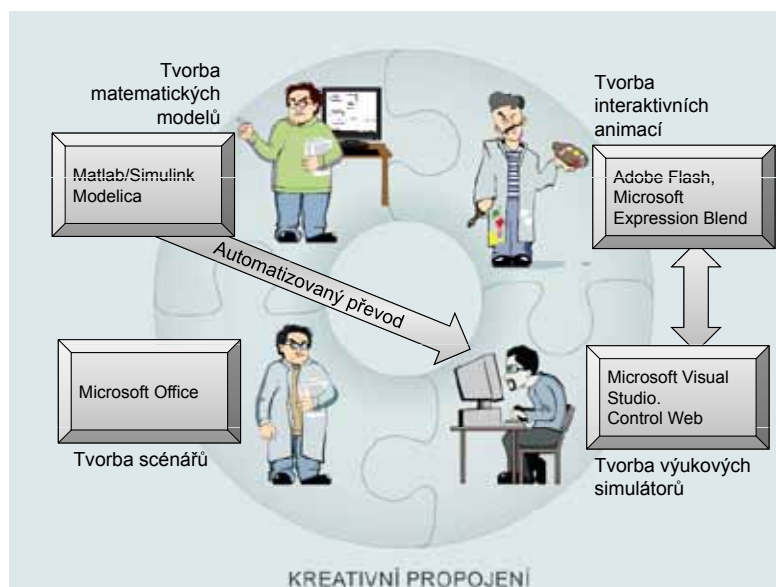 Tvorba
matematických
modelů
Matlab/Simulink
Modelica
Tvorba
interaktivních
animací
Adobe Flash,
Microsoft
Expression Blend
Automatizovaný převod
Microsoft Office
Tvorba scénářů
Microsoft Visual
Studio.
Control Web
Tvorba výukových
simulátorů
KREATIVNÍ PROPOJENÍ